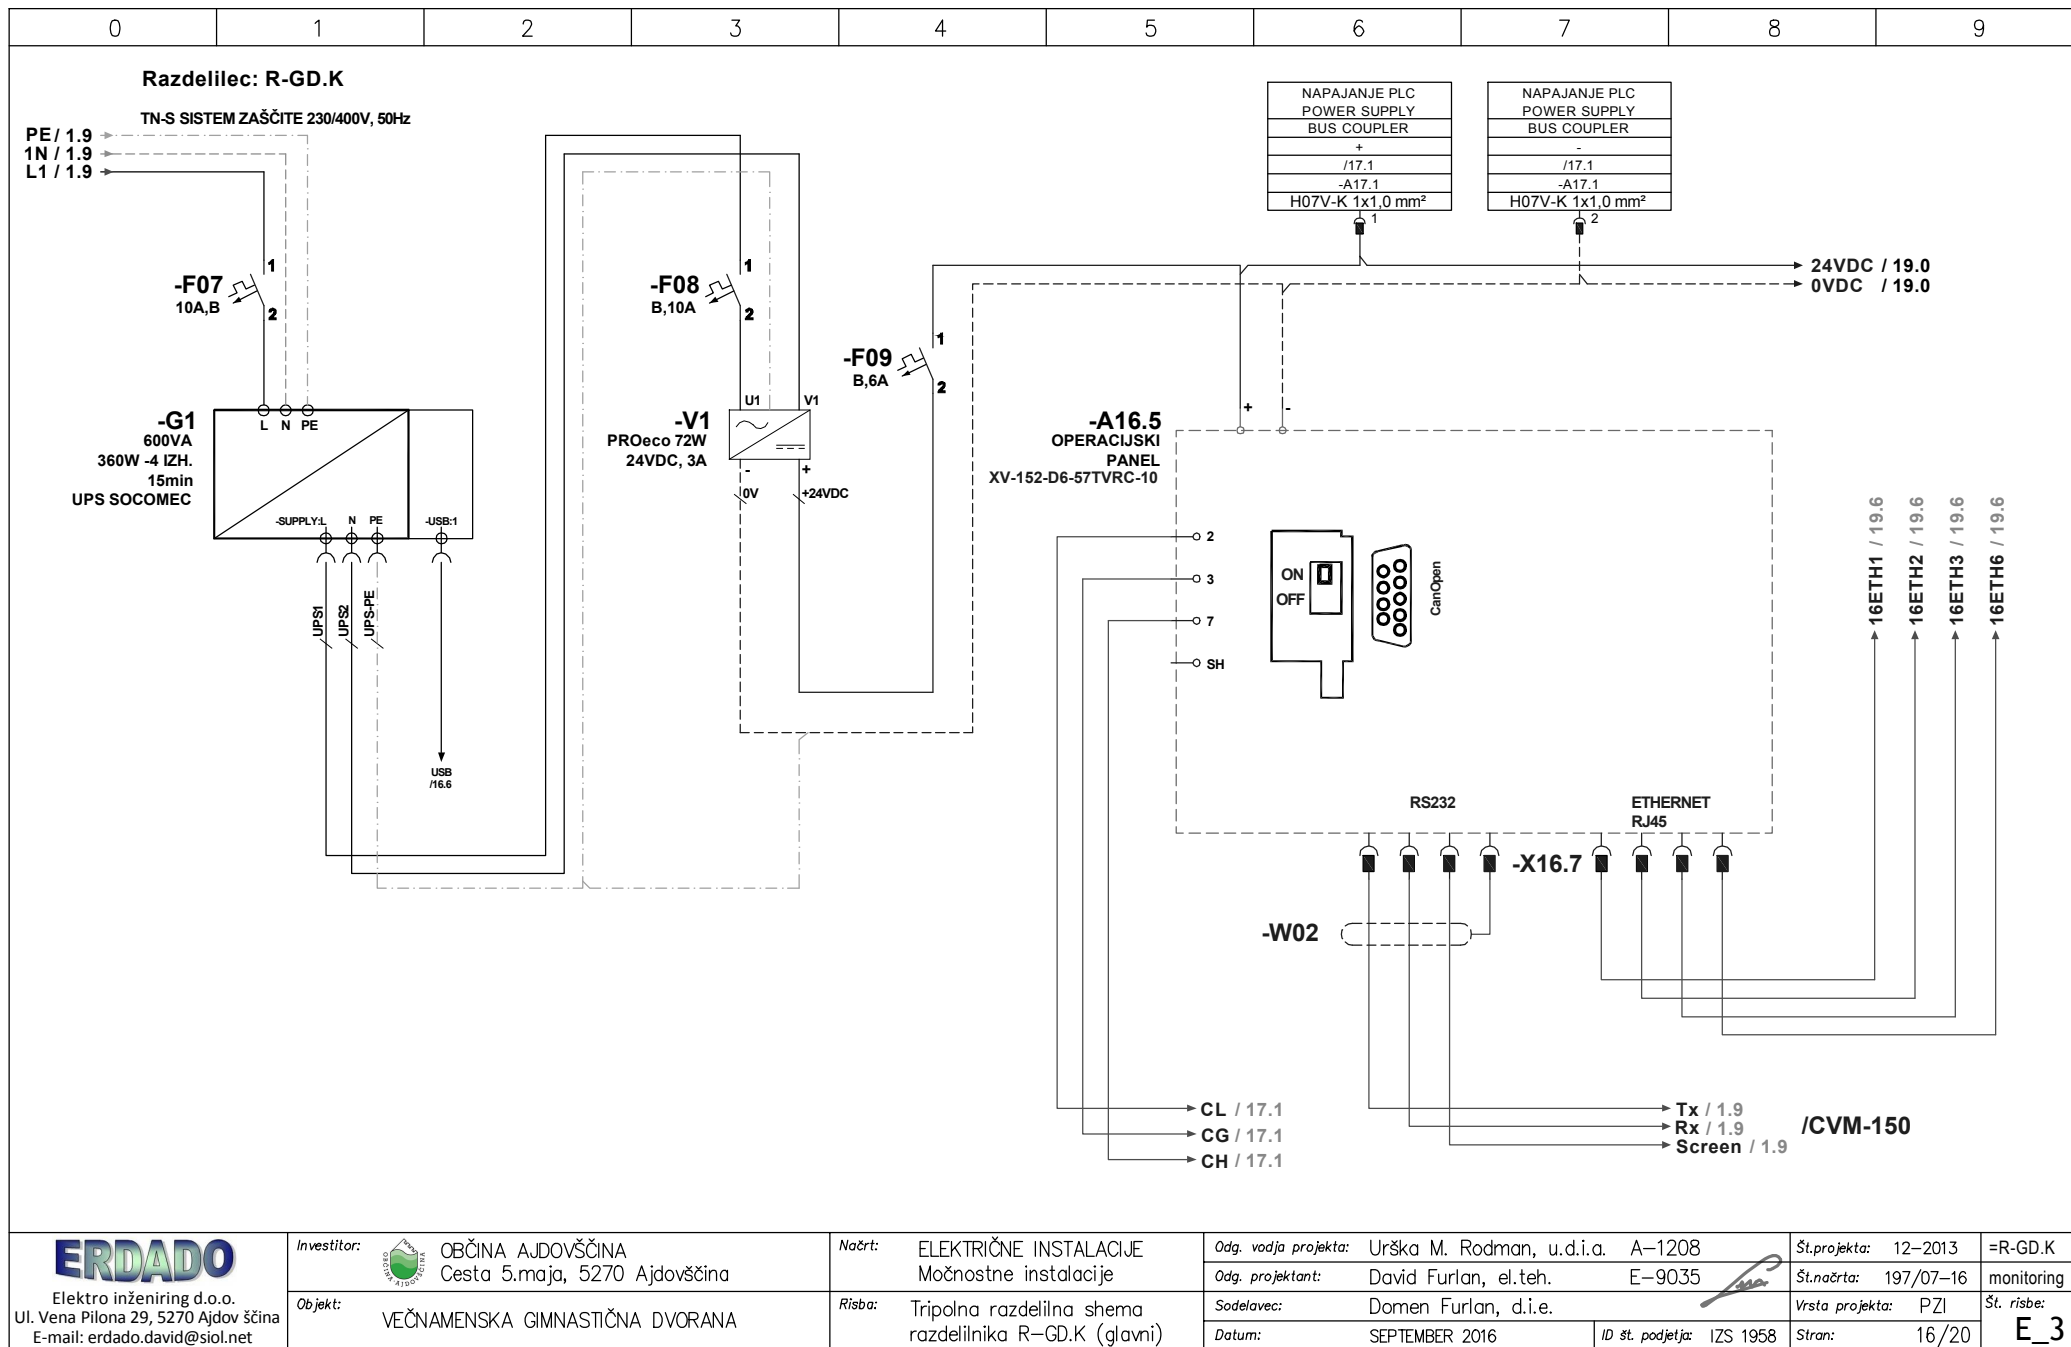 0 1 2 3 4 5 6 7 8 9
Razdelilec: R-GD.K
TN-S SISTEM ZAŠČITE 230/400V, 50Hz
PE / 1.9
1N / 1.9
L1 / 1.9
NAPAJANJE PLC
POWER SUPPLY
BUS COUPLER
+
/17.1
-A17.1
H07V-K 1x1,0 mm²
1
NAPAJANJE PLC
POWER SUPPLY
BUS COUPLER
-
/17.1
-A17.1
H07V-K 1x1,0 mm²
2
24VDC / 19.0
0VDC / 19.0
-F07
10A,B
1
2
-F08
B,10A
1
2
-F09
B,6A
1
2
-G1
600VA
360W -4 IZH.
15min
UPS SOCOMEC
L N PE
-SUPPLY:L N PE -USB:1
UPS1
UPS2
UPS-PE
USB
/16.6
-V1
PROeco 72W
24VDC, 3A
U1 V1
- +
0V +24VDC
-A16.5
OPERACIJSKI
PANEL
XV-152-D6-57TVRC-10
+ -
2
3
7
SH
ON
OFF
CanOpen
RS232
ETHERNET
RJ45
-X16.7
-W02
16ETH1 / 19.6
16ETH2 / 19.6
16ETH3 / 19.6
16ETH6 / 19.6
CL / 17.1
CG / 17.1
CH / 17.1
Tx / 1.9
Rx / 1.9
Screen / 1.9
/CVM-150
ERDADO
Elektro inženiring d.o.o.
Ul. Vena Pilona 29, 5270 Ajdov ščina
E-mail: erdado.david@siol.net
Investitor:
OBČINA AJDOVŠČINA
OBČINA AJDOVŠČINA
Cesta 5.maja, 5270 Ajdovščina
Objekt:
VEČNAMENSKA GIMNASTIČNA DVORANA
Načrt:
ELEKTRIČNE INSTALACIJE
Močnostne instalacije
Risba:
Tripolna razdelilna shema
razdelilnika R-GD.K (glavni)
Odg. vodja projekta: Urška M. Rodman, u.d.i.a. A-1208
Odg. projektant: David Furlan, el.teh. E-9035
Sodelavec: Domen Furlan, d.i.e.
Datum: SEPTEMBER 2016
ID št. podjetja: IZS 1958
Št.projekta: 12-2013
Št.načrta: 197/07-16
Vrsta projekta: PZI
Stran: 16/20
=R-GD.K
monitoring
Št. risbe:
E_3